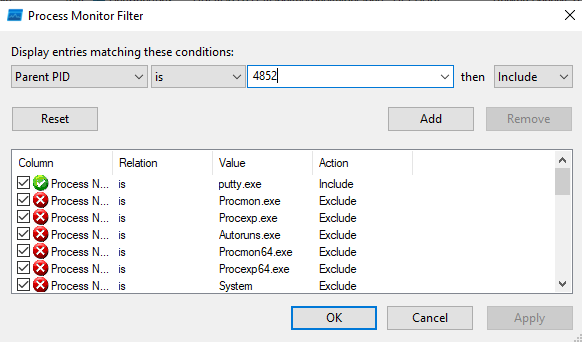 Process Monitor Filter
Display entries matching these conditions:
Parent PID is 4852 then Include
Reset Add Remove
Column Relation Value Action
Process N... is putty.exe Include
Process N... is Procmon.exe Exclude
Process N... is Procexp.exe Exclude
Process N... is Autoruns.exe Exclude
Process N... is Procmon64.exe Exclude
Process N... is Procexp64.exe Exclude
Process N... is System Exclude
OK Cancel Apply